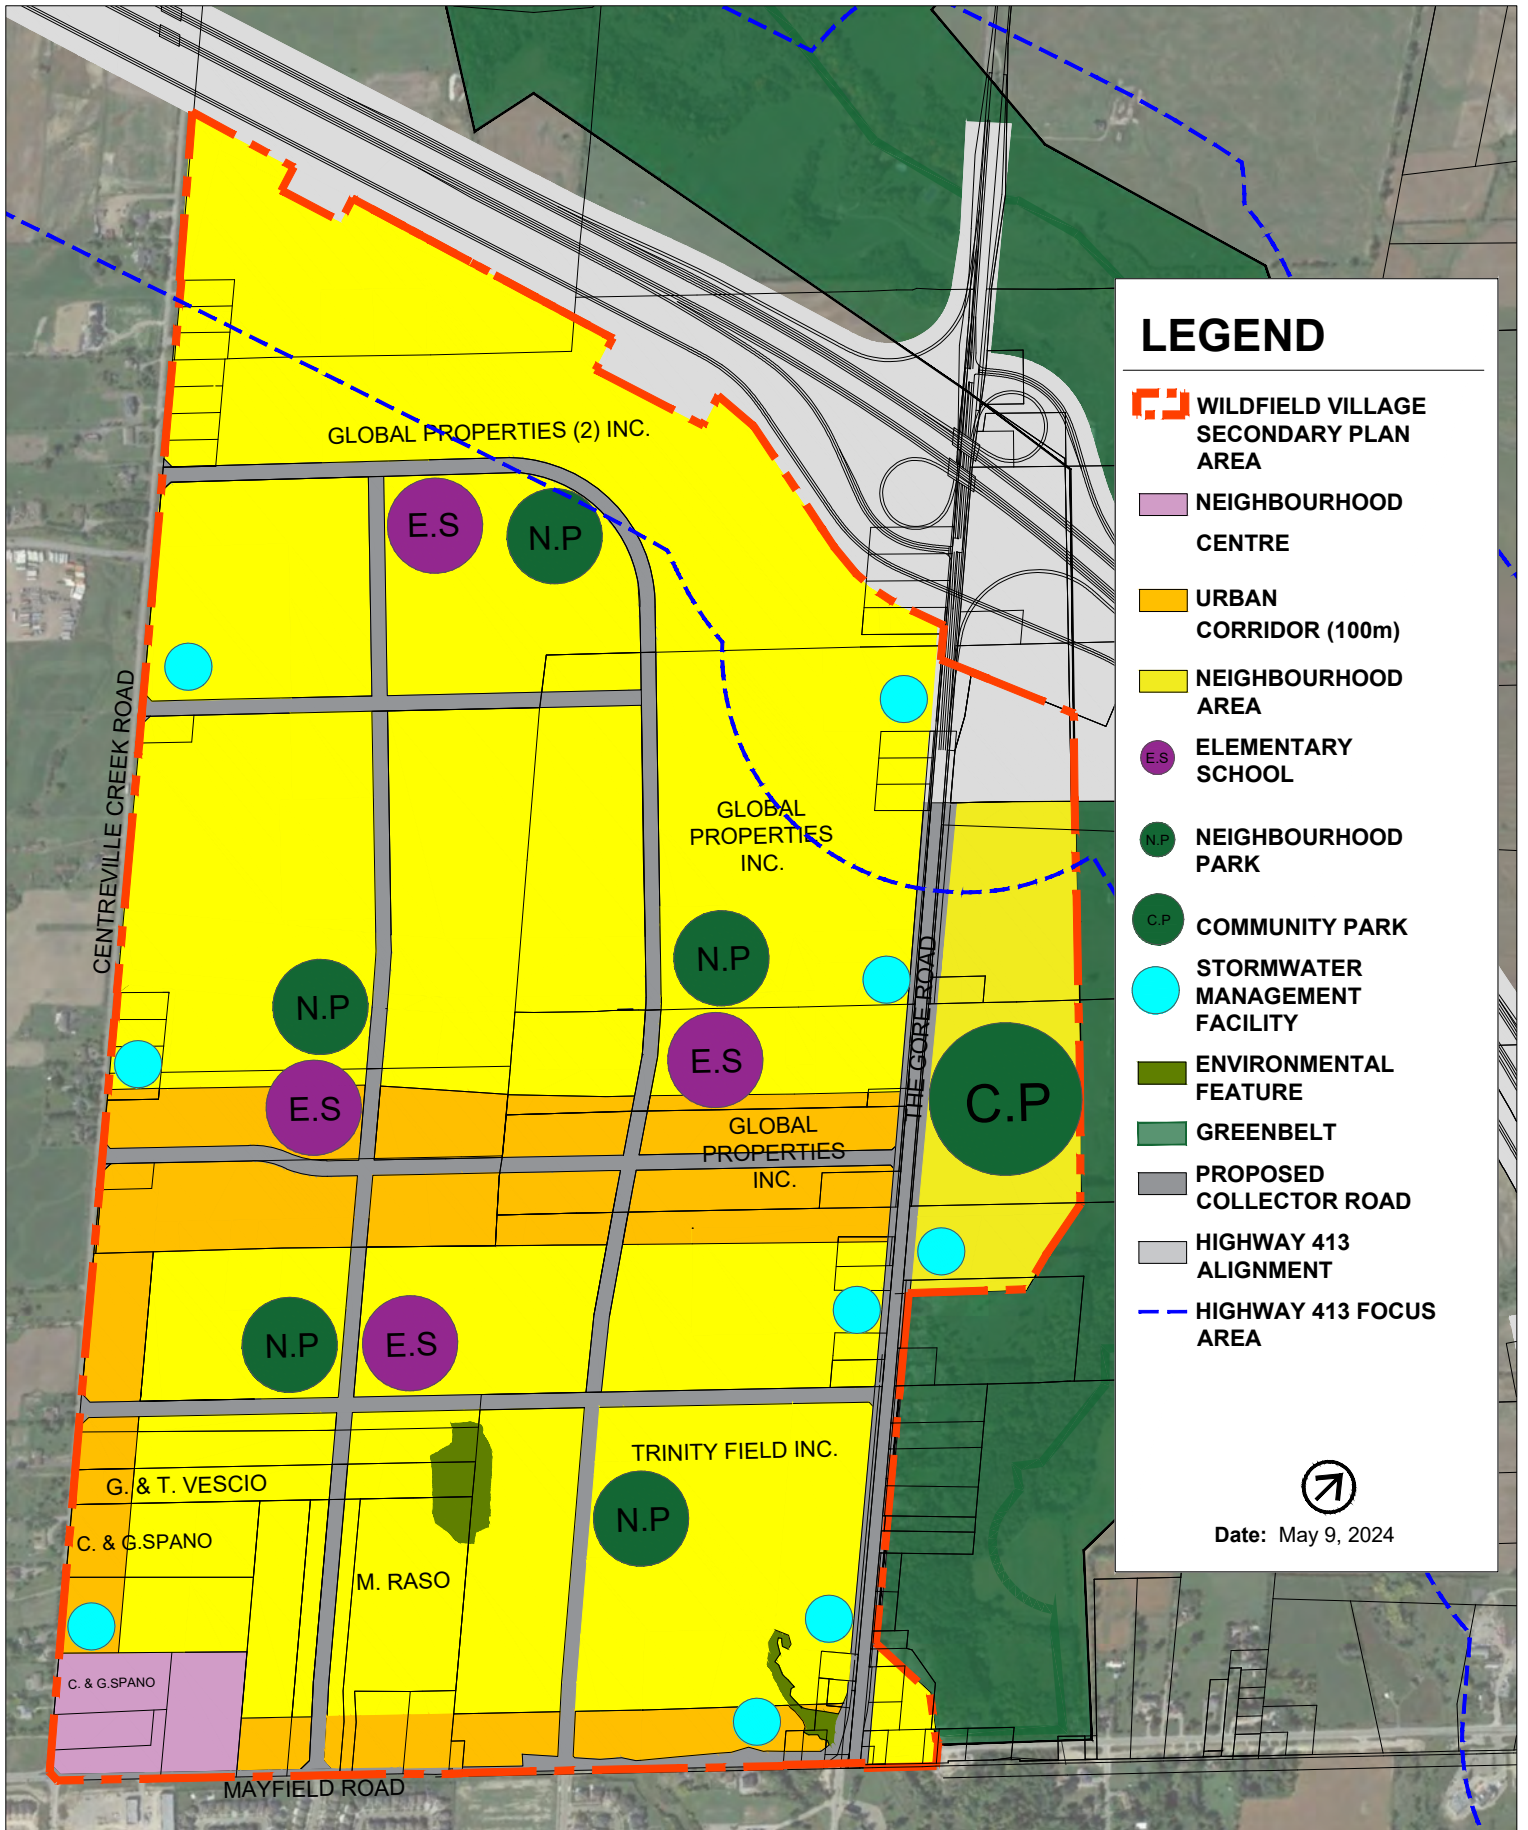 GLOBAL PROPERTIES (2) INC.
E.S
N.P
CENTREVILLE CREEK ROAD
GLOBAL
PROPERTIES
INC.
N.P
N.P
THE GORE ROAD
E.S
E.S
C.P
GLOBAL
PROPERTIES
INC.
N.P
E.S
TRINITY FIELD INC.
G. & T. VESCIO
N.P
C. & G.SPANO
M. RASO
C. & G.SPANO
MAYFIELD ROAD
LEGEND
WILDFIELD VILLAGE
SECONDARY PLAN
AREA
NEIGHBOURHOOD
CENTRE
URBAN
CORRIDOR (100m)
NEIGHBOURHOOD
AREA
E.S
ELEMENTARY
SCHOOL
N.P
NEIGHBOURHOOD
PARK
C.P
COMMUNITY PARK
STORMWATER
MANAGEMENT
FACILITY
ENVIRONMENTAL
FEATURE
GREENBELT
PROPOSED
COLLECTOR ROAD
HIGHWAY 413
ALIGNMENT
HIGHWAY 413 FOCUS
AREA
Date: May 9, 2024